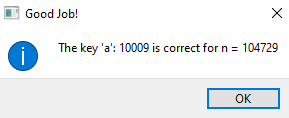 Good Job!
The key 'a': 10009 is correct for n = 104729
OK